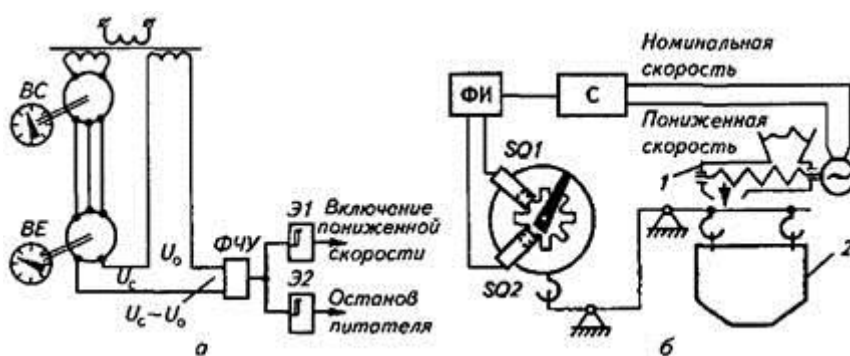 ВС
ВЕ
U₀
Uс
Uс–U₀
ФЧУ
Э1
Включение
пониженной
скорости
Э2
Останов
питателя
а
ФИ
С
Номинальная
скорость
Пониженная
скорость
SQ1
1
SQ2
2
б